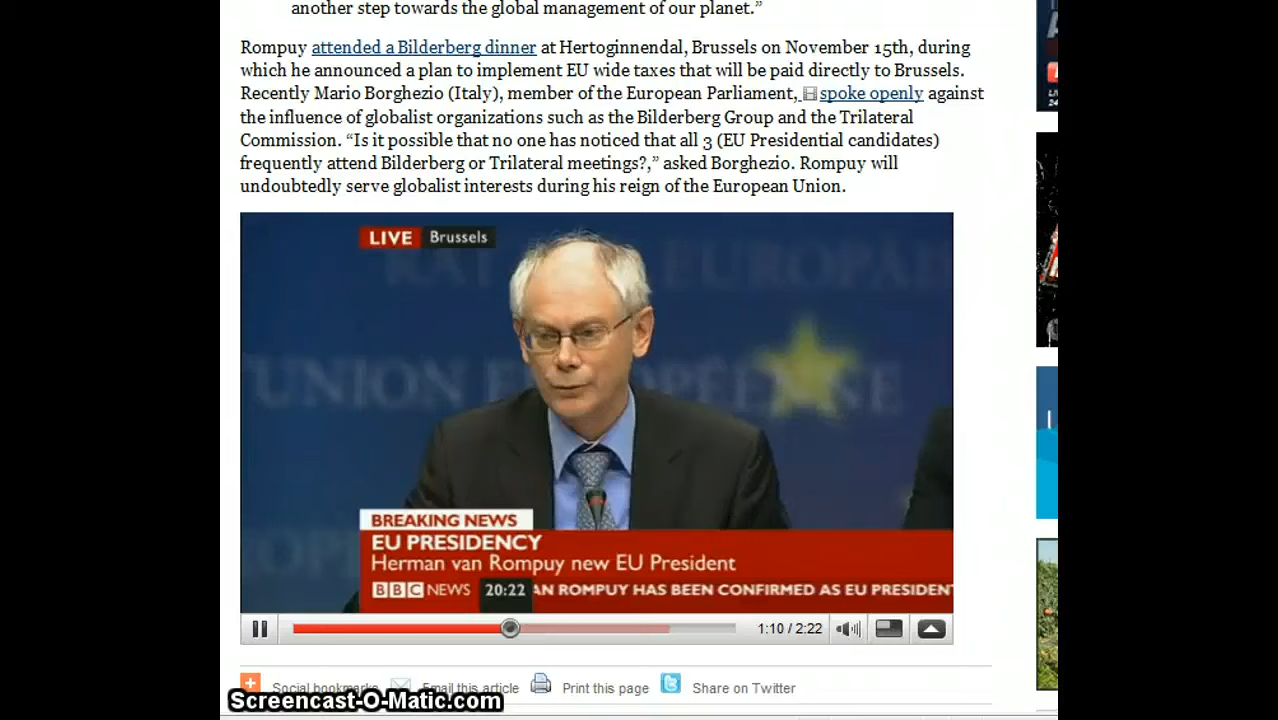 another step towards the global management of our planet.”
Rompuy attended a Bilderberg dinner at Hertoginnendal, Brussels on November 15th, during
which he announced a plan to implement EU wide taxes that will be paid directly to Brussels.
Recently Mario Borghezio (Italy), member of the European Parliament, spoke openly against
the influence of globalist organizations such as the Bilderberg Group and the Trilateral
Commission. “Is it possible that no one has noticed that all 3 (EU Presidential candidates)
frequently attend Bilderberg or Trilateral meetings?,” asked Borghezio. Rompuy will
undoubtedly serve globalist interests during his reign of the European Union.
LIVE Brussels
EUROPÄIS
UNION EUROPÉENNE
BREAKING NEWS
EU PRESIDENCY
Herman van Rompuy new EU President
BBC NEWS 20:22 AN ROMPUY HAS BEEN CONFIRMED AS EU PRESIDENT
1:10 / 2:22
Social bookmarks Email this article Print this page Share on Twitter
Screencast-O-Matic.com